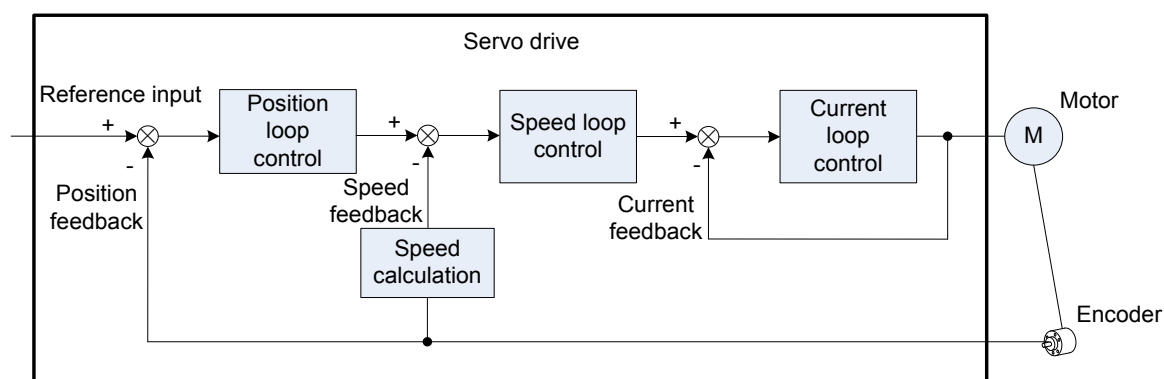 Servo drive
Reference input
+
-
Position
feedback
Position
loop
control
+
-
Speed
feedback
Speed
calculation
Speed loop
control
+
-
Current
feedback
Current
loop
control
Motor
M
Encoder